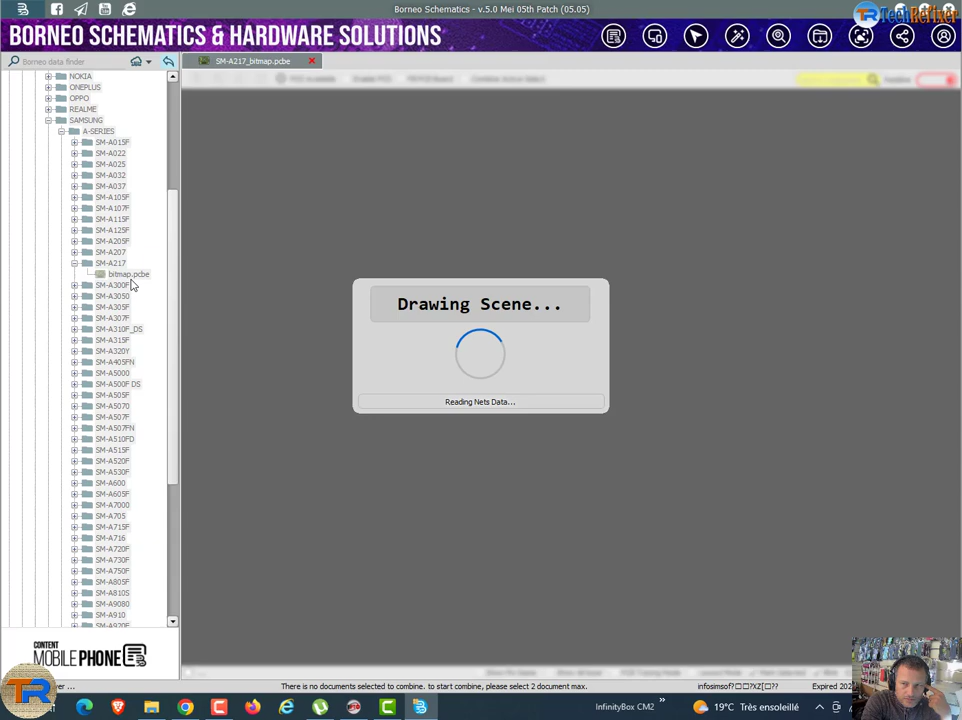 Borneo Schematics - v.5.0 Mei 05th Patch (05.05)
TechRefixer
BORNEO SCHEMATICS & HARDWARE SOLUTIONS
Borneo data finder
SM-A217_bitmap.pcbe
NOKIA
ONEPLUS
OPPO
REALME
SAMSUNG
A-SERIES
SM-A015F
SM-A022
SM-A025
SM-A032
SM-A037
SM-A105F
SM-A107F
SM-A115F
SM-A125F
SM-A205F
SM-A207
SM-A217
bitmap.pcbe
SM-A300F
SM-A3050
SM-A305F
SM-A307F
SM-A310F_DS
SM-A315F
SM-A320Y
SM-A405FN
SM-A5000
SM-A500F DS
SM-A505F
SM-A5070
SM-A507F
SM-A507FN
SM-A510FD
SM-A515F
SM-A520F
SM-A530F
SM-A600
SM-A605F
SM-A7000
SM-A705
SM-A715F
SM-A716
SM-A720F
SM-A730F
SM-A750F
SM-A805F
SM-A810S
SM-A9080
SM-A910
SM-A920F
Drawing Scene...
Reading Nets Data...
CONTENT
MOBILE PHONE
TR
There is no documents selected to combine. to start combine, please select 2 document max.
Expired 202
InfinityBox CM2
19°C Très ensoleillé